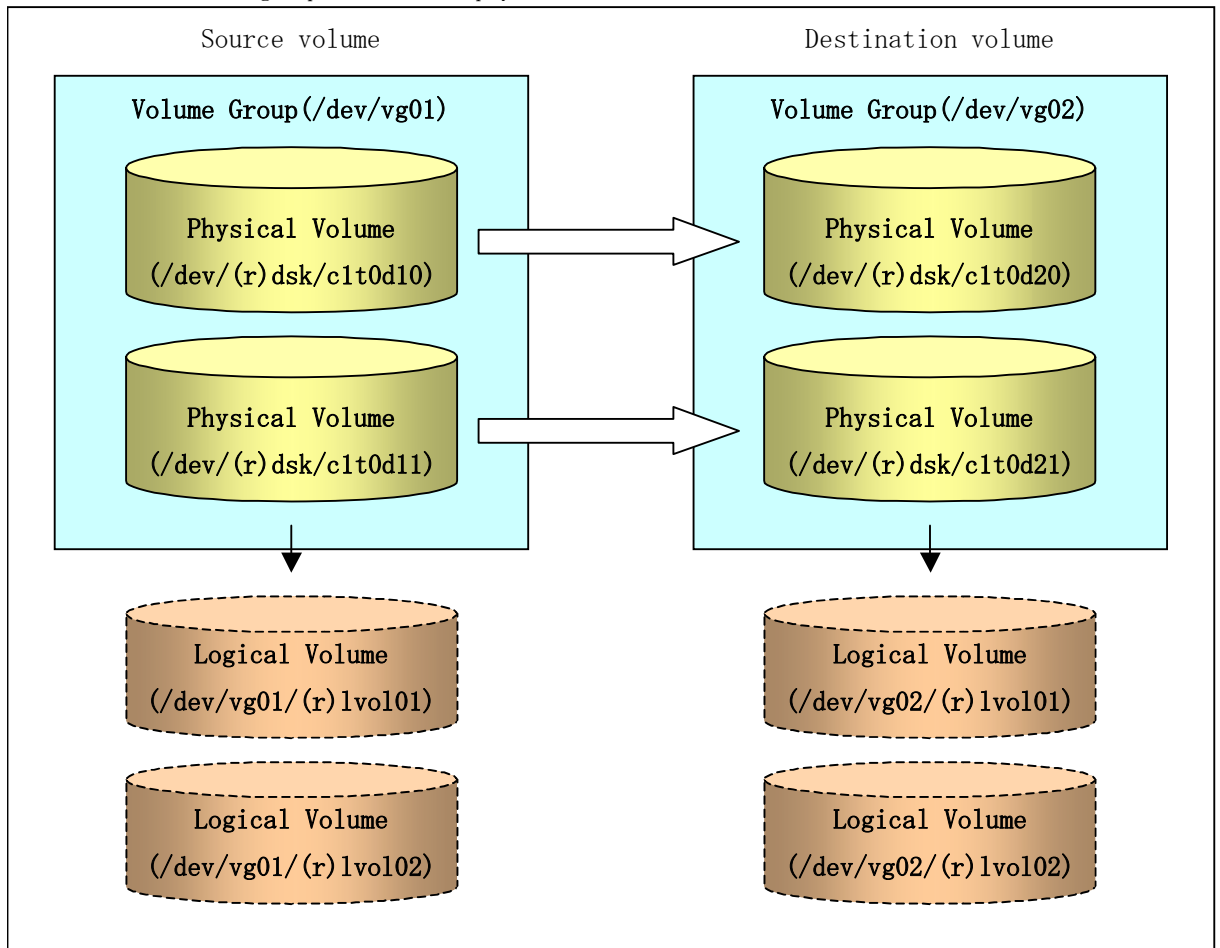 Source volume
Destination volume
Volume Group(/dev/vg01)
Physical Volume
(/dev/(r)dsk/c1t0d10)
Physical Volume
(/dev/(r)dsk/c1t0d11)
Volume Group(/dev/vg02)
Physical Volume
(/dev/(r)dsk/c1t0d20)
Physical Volume
(/dev/(r)dsk/c1t0d21)
Logical Volume
(/dev/vg01/(r)lvol01)
Logical Volume
(/dev/vg01/(r)lvol02)
Logical Volume
(/dev/vg02/(r)lvol01)
Logical Volume
(/dev/vg02/(r)lvol02)